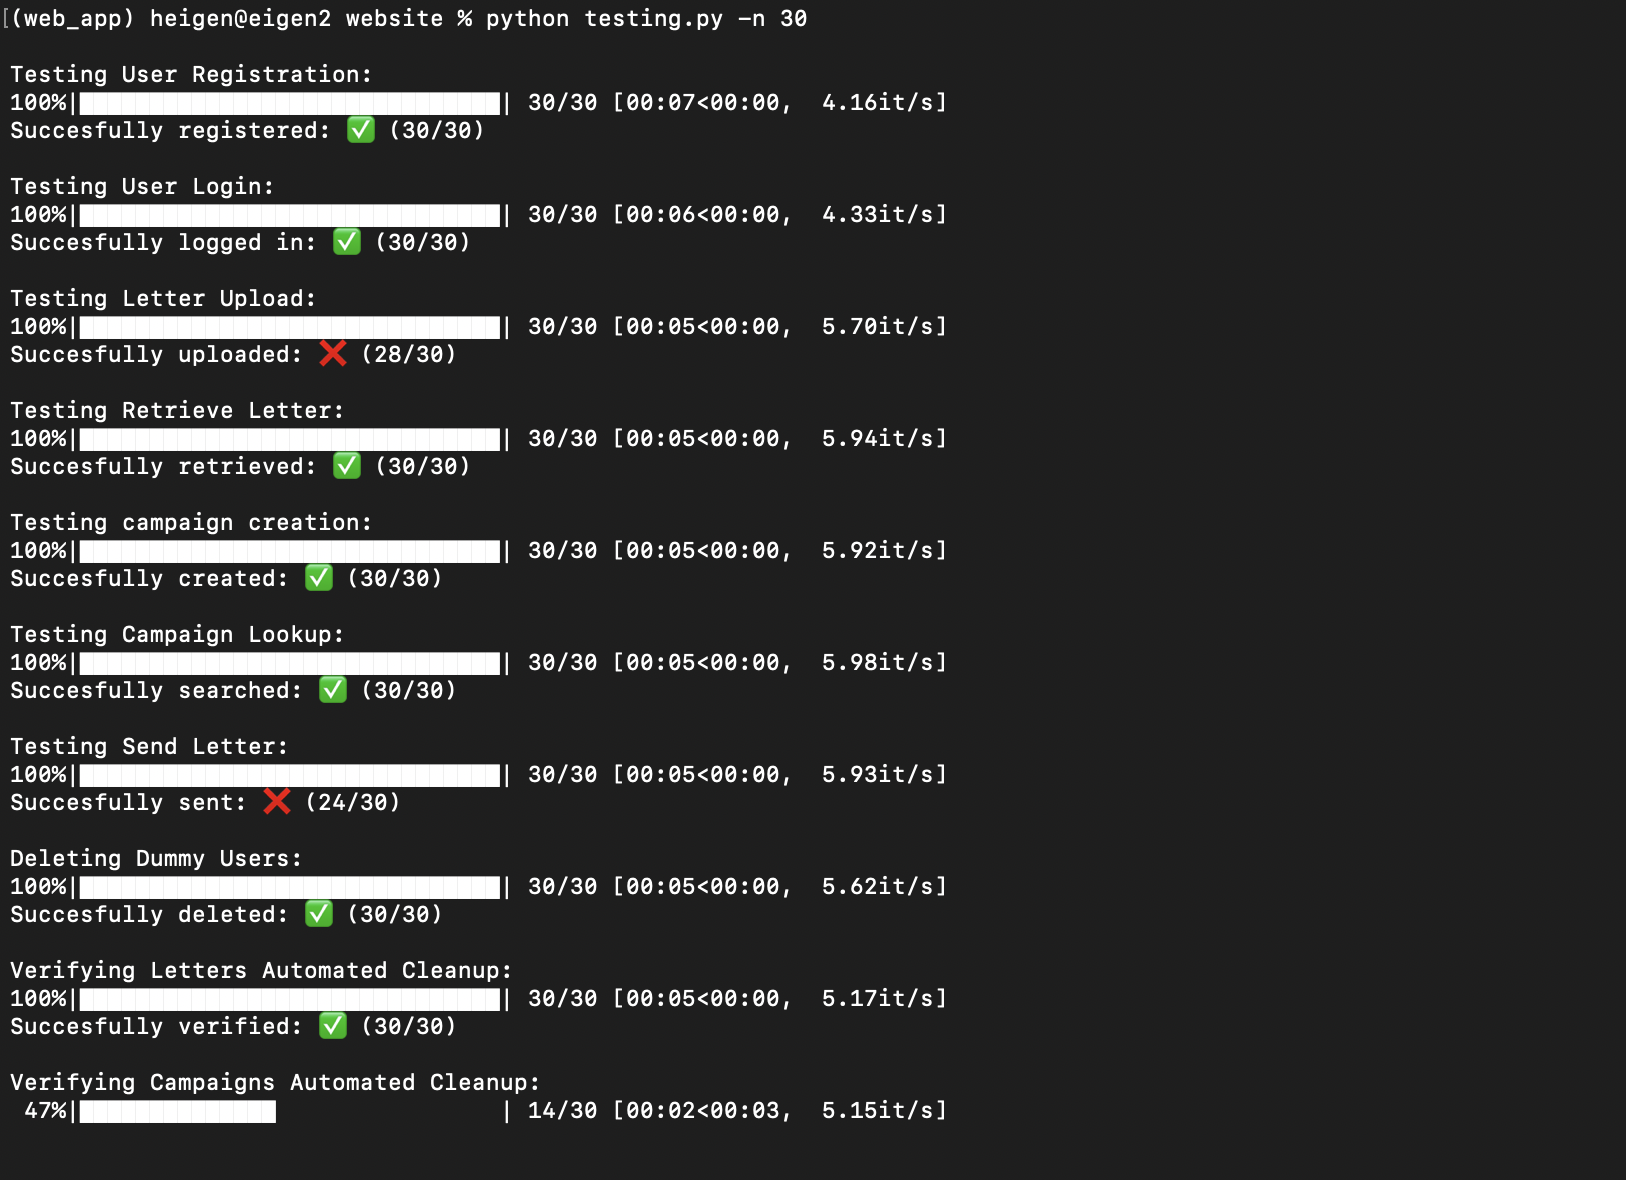 [(web_app) heigen@eigen2 website % python testing.py -n 30
Testing User Registration:
100%|██████████████████████████████| 30/30 [00:07<00:00,  4.16it/s]
Succesfully registered: ✅ (30/30)
Testing User Login:
100%|██████████████████████████████| 30/30 [00:06<00:00,  4.33it/s]
Succesfully logged in: ✅ (30/30)
Testing Letter Upload:
100%|██████████████████████████████| 30/30 [00:05<00:00,  5.70it/s]
Succesfully uploaded: ❌ (28/30)
Testing Retrieve Letter:
100%|██████████████████████████████| 30/30 [00:05<00:00,  5.94it/s]
Succesfully retrieved: ✅ (30/30)
Testing campaign creation:
100%|██████████████████████████████| 30/30 [00:05<00:00,  5.92it/s]
Succesfully created: ✅ (30/30)
Testing Campaign Lookup:
100%|██████████████████████████████| 30/30 [00:05<00:00,  5.98it/s]
Succesfully searched: ✅ (30/30)
Testing Send Letter:
100%|██████████████████████████████| 30/30 [00:05<00:00,  5.93it/s]
Succesfully sent: ❌ (24/30)
Deleting Dummy Users:
100%|██████████████████████████████| 30/30 [00:05<00:00,  5.62it/s]
Succesfully deleted: ✅ (30/30)
Verifying Letters Automated Cleanup:
100%|██████████████████████████████| 30/30 [00:05<00:00,  5.17it/s]
Succesfully verified: ✅ (30/30)
Verifying Campaigns Automated Cleanup:
 47%|██████████████                | 14/30 [00:02<00:03,  5.15it/s]